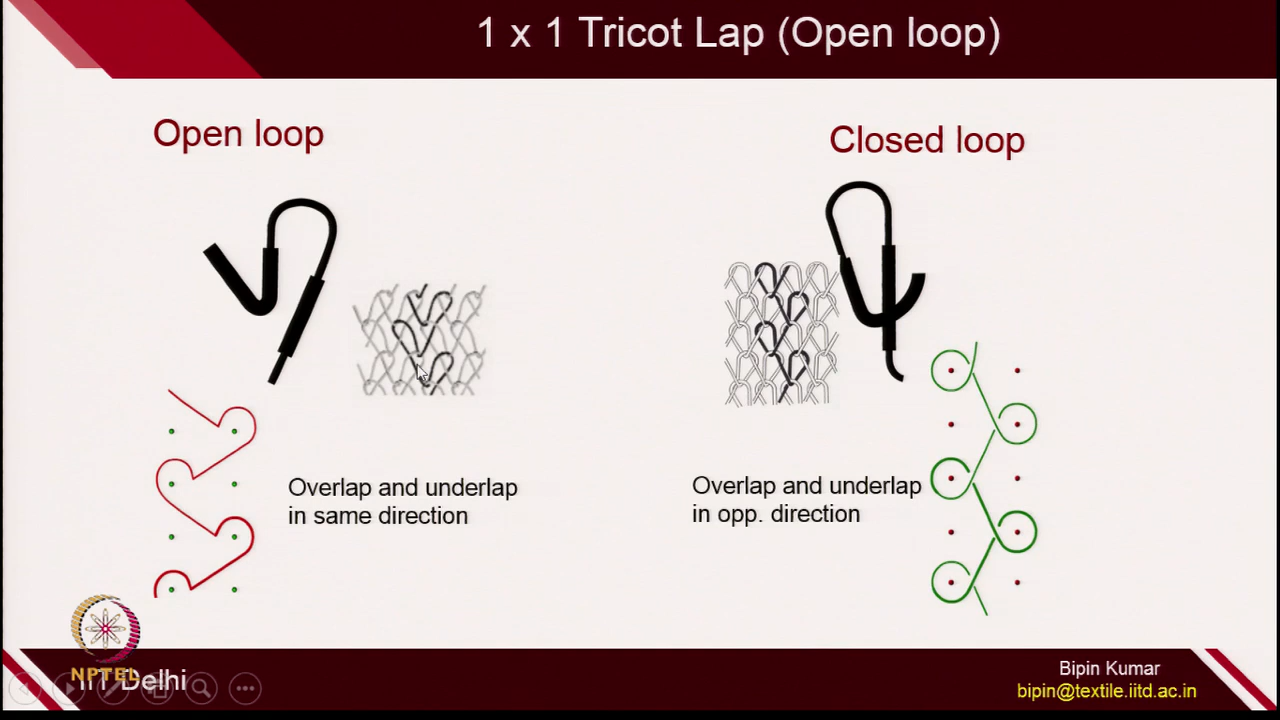 1 x 1 Tricot Lap (Open loop)
Open loop
Closed loop
Overlap and underlap
in same direction
Overlap and underlap
in opp. direction
NPTEL
IIT Delhi
Bipin Kumar
bipin@textile.iitd.ac.in